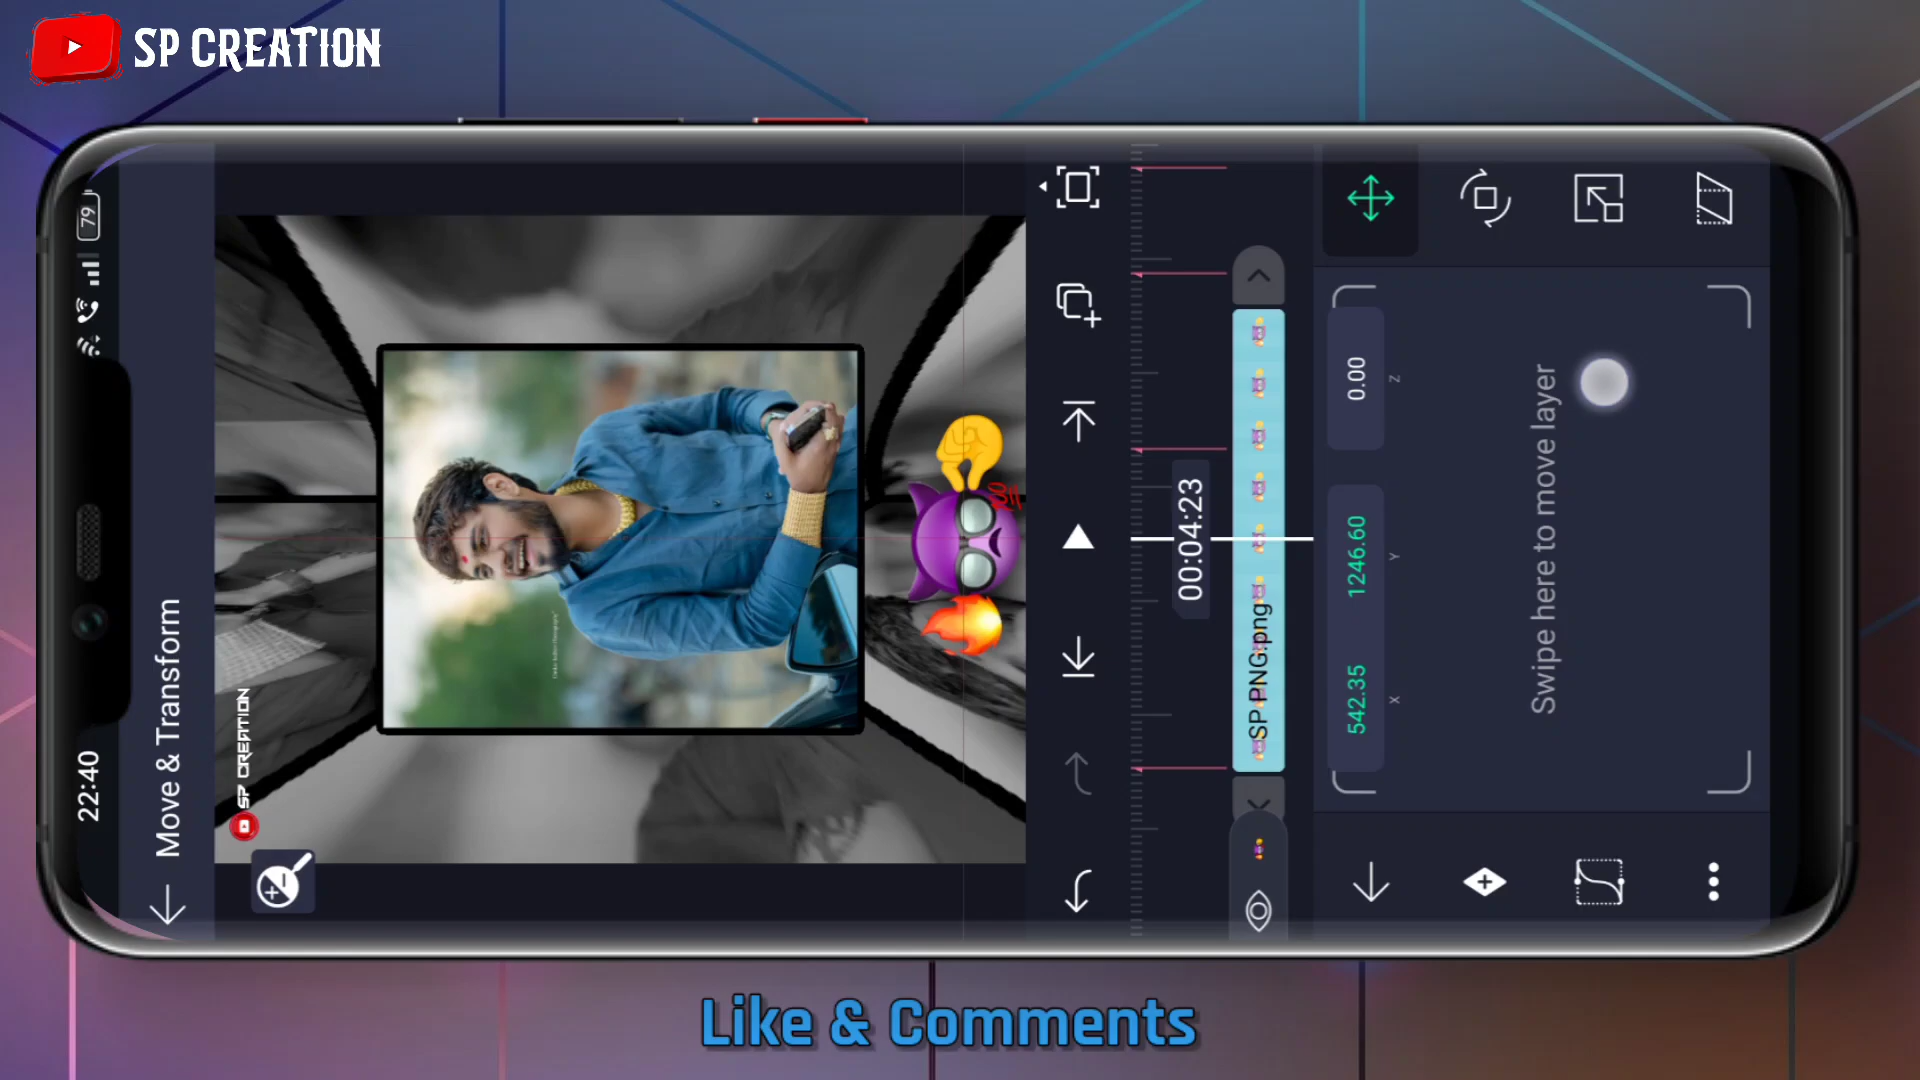 SP CREATION
22:40
79
Move & Transform
SP CREATION
00:04:23
SP PNG.png
542.35
X
1246.60
Y
0.00
Z
Swipe here to move layer
Like & Comments